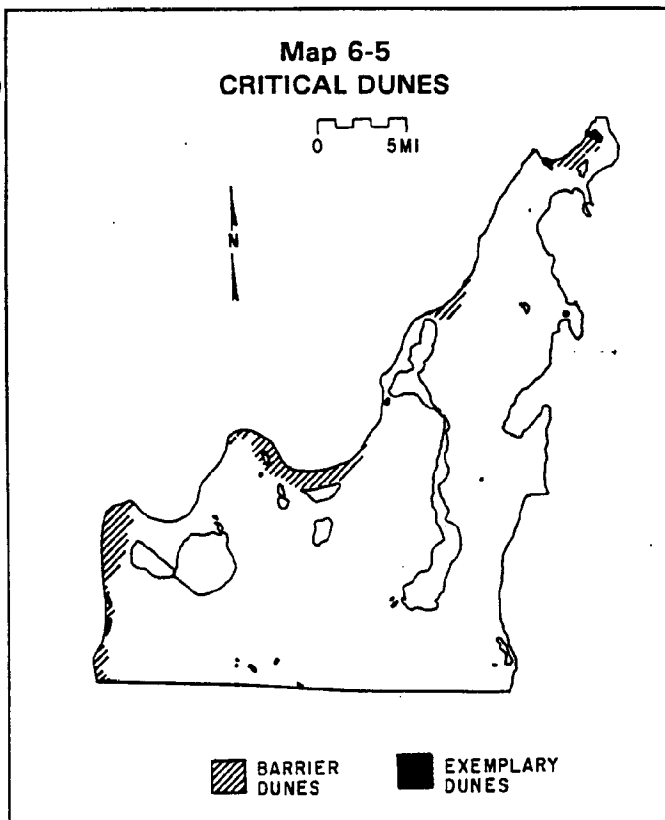 Map 6-5
CRITICAL DUNES
0 5MI
N
BARRIER
DUNES
EXEMPLARY
DUNES